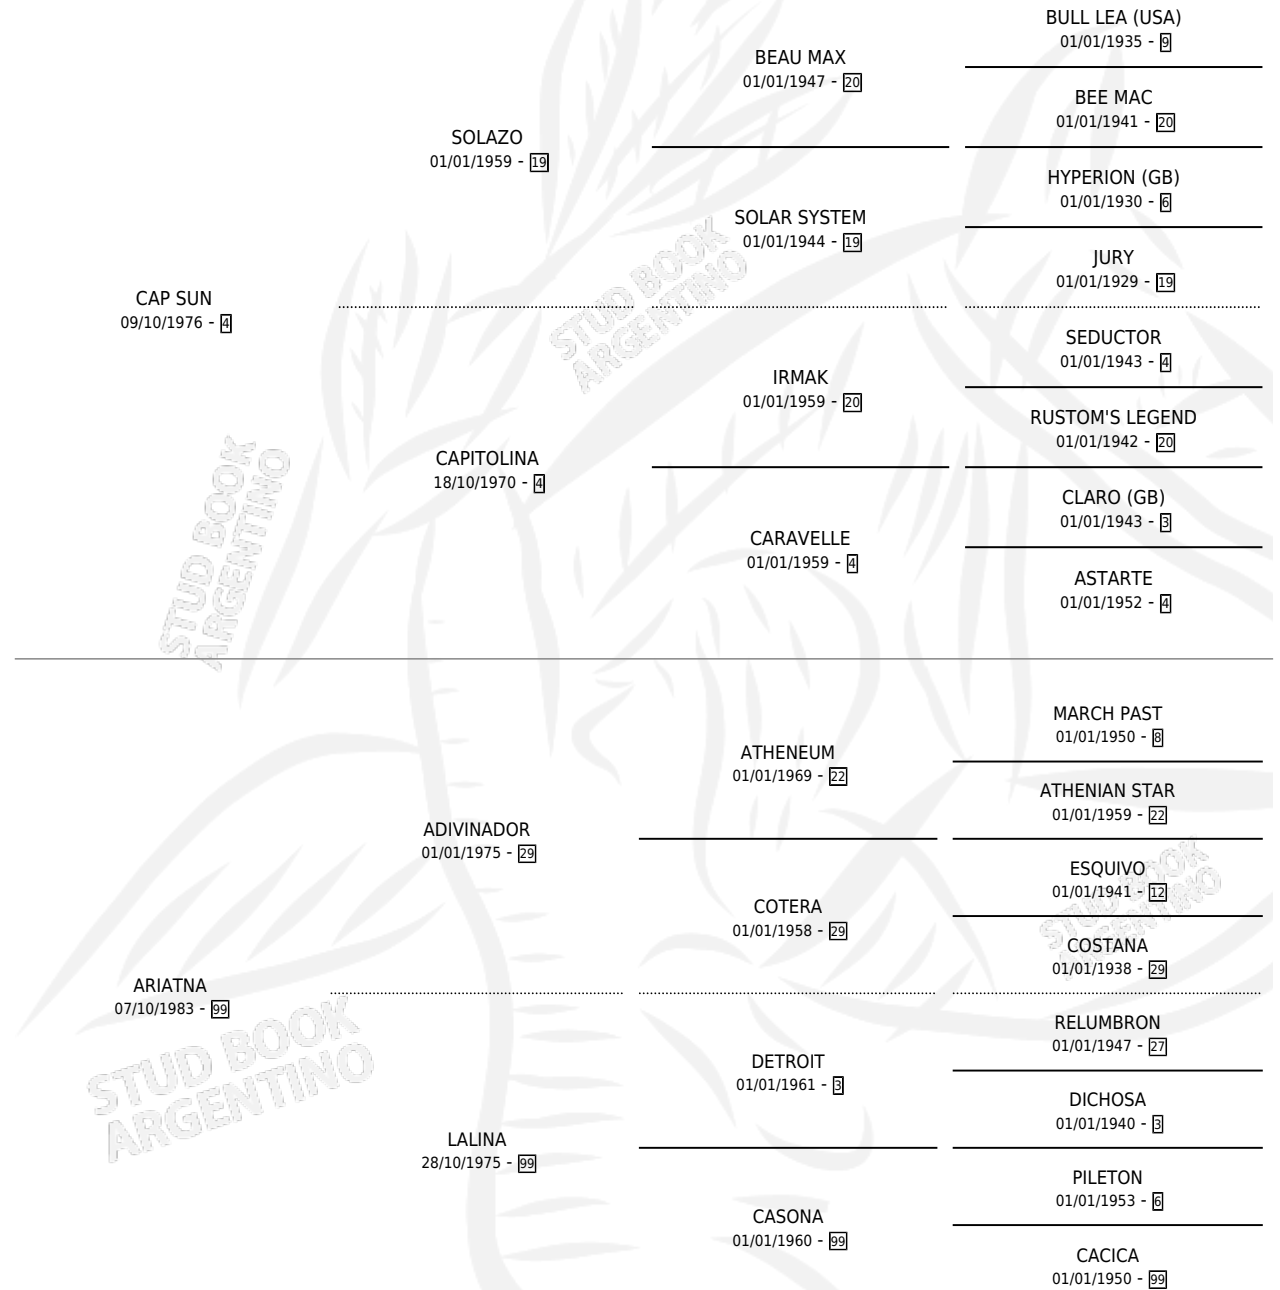 BULL LEA (USA)
01/01/1935 - 9
BEAU MAX
01/01/1947 - 20
BEE MAC
01/01/1941 - 20
SOLAZO
01/01/1959 - 19
HYPERION (GB)
01/01/1930 - 6
SOLAR SYSTEM
01/01/1944 - 19
JURY
01/01/1929 - 19
CAP SUN
09/10/1976 - 4
STUD BOOK
ARGENTINO
SEDUCTOR
01/01/1943 - 4
IRMAK
01/01/1959 - 20
RUSTOM'S LEGEND
01/01/1942 - 20
CAPITOLINA
18/10/1970 - 4
CLARO (GB)
01/01/1943 - 3
CARAVELLE
01/01/1959 - 4
ASTARTE
01/01/1952 - 4
STUD BOOK
ARGENTINO
MARCH PAST
01/01/1950 - 8
ATHENEUM
01/01/1969 - 22
ATHENIAN STAR
01/01/1959 - 22
ADIVINADOR
01/01/1975 - 29
ESQUIVO
01/01/1941 - 12
COTERA
01/01/1958 - 29
COSTANA
01/01/1938 - 29
STUD BOOK
ARGENTINO
ARIATNA
07/10/1983 - 99
RELUMBRON
01/01/1947 - 27
DETROIT
01/01/1961 - 3
DICHOSA
01/01/1940 - 3
STUD BOOK
ARGENTINO
LALINA
28/10/1975 - 99
PILETON
01/01/1953 - 6
CASONA
01/01/1960 - 99
CACICA
01/01/1950 - 99